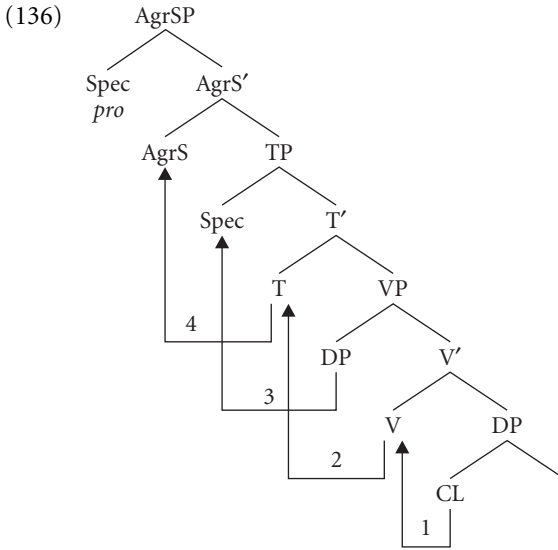 (136) AgrSP
Spec AgrS′
pro
AgrS TP
Spec T′
T VP
4
DP V′
3
V DP
2
CL
1